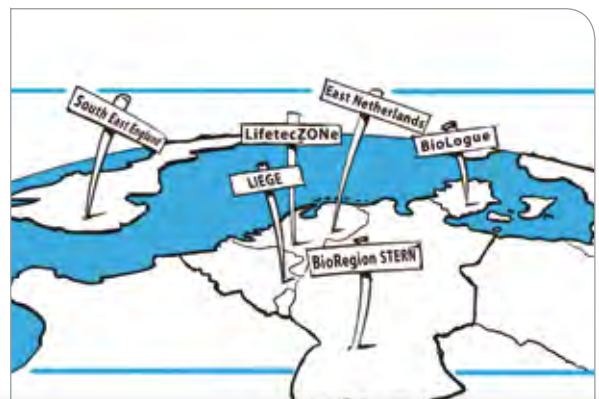 South East England
East Netherlands
LifetecZONe
BioLogue
LIEGE
BioRegion STERN